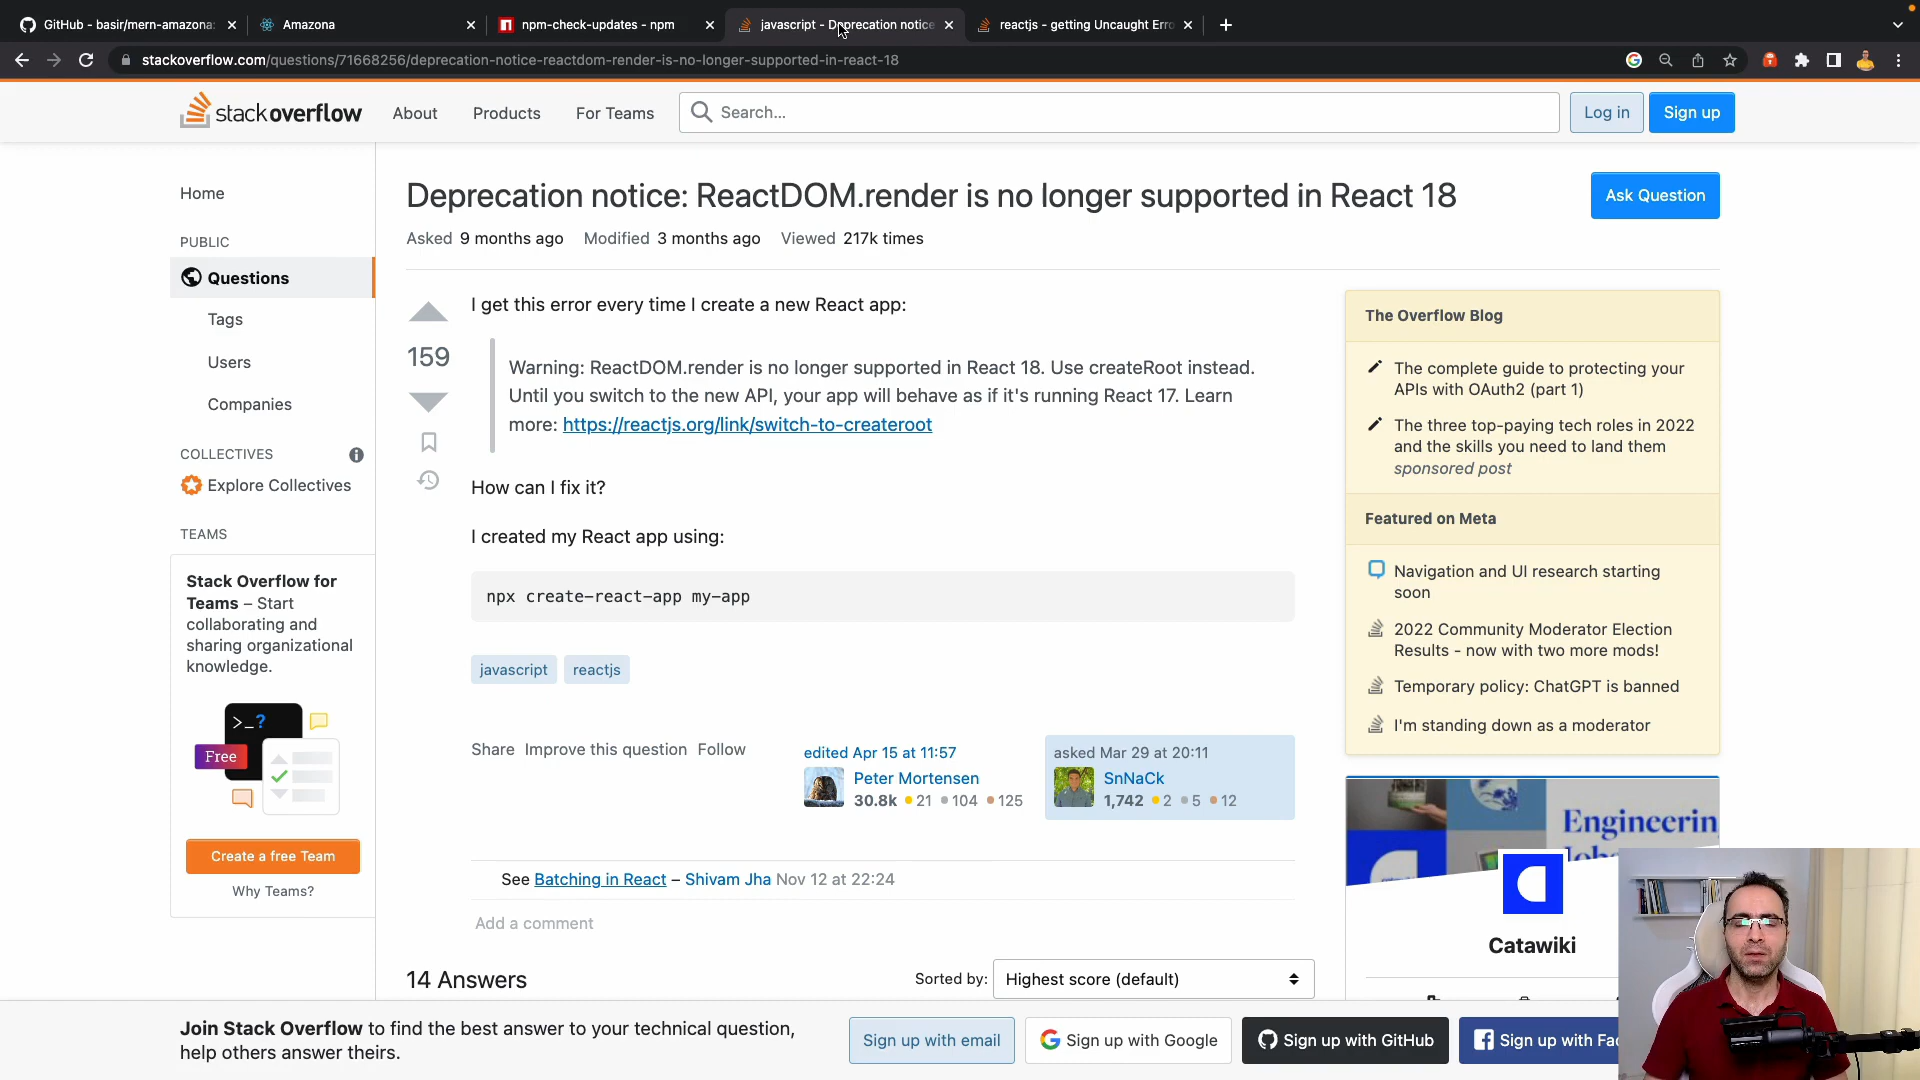 GitHub - basir/mern-amazona:
Amazona
npm-check-updates - npm
javascript - Deprecation notice
reactjs - getting Uncaught Erro
stackoverflow.com/questions/71668256/deprecation-notice-reactdom-render-is-no-longer-supported-in-react-18
stackoverflow
About
Products
For Teams
Search...
Log in
Sign up
Home
PUBLIC
Questions
Tags
Users
Companies
COLLECTIVES
Explore Collectives
TEAMS
Stack Overflow for
Teams – Start
collaborating and
sharing organizational
knowledge.
>_?
Free
Create a free Team
Why Teams?
Deprecation notice: ReactDOM.render is no longer supported in React 18
Ask Question
Asked 9 months ago Modified 3 months ago Viewed 217k times
159
I get this error every time I create a new React app:
Warning: ReactDOM.render is no longer supported in React 18. Use createRoot instead.
Until you switch to the new API, your app will behave as if it's running React 17. Learn
more: https://reactjs.org/link/switch-to-createroot
How can I fix it?
I created my React app using:
npx create-react-app my-app
javascript reactjs
Share Improve this question Follow
edited Apr 15 at 11:57
Peter Mortensen
30.8k 21 104 125
asked Mar 29 at 20:11
SnNaCk
1,742 2 5 12
See Batching in React – Shivam Jha Nov 12 at 22:24
Add a comment
14 Answers
Sorted by:
Highest score (default)
The Overflow Blog
The complete guide to protecting your
APIs with OAuth2 (part 1)
The three top-paying tech roles in 2022
and the skills you need to land them
sponsored post
Featured on Meta
Navigation and UI research starting
soon
2022 Community Moderator Election
Results - now with two more mods!
Temporary policy: ChatGPT is banned
I'm standing down as a moderator
Engineerin
Catawiki
Join Stack Overflow to find the best answer to your technical question,
help others answer theirs.
Sign up with email
Sign up with Google
Sign up with GitHub
Sign up with Fac